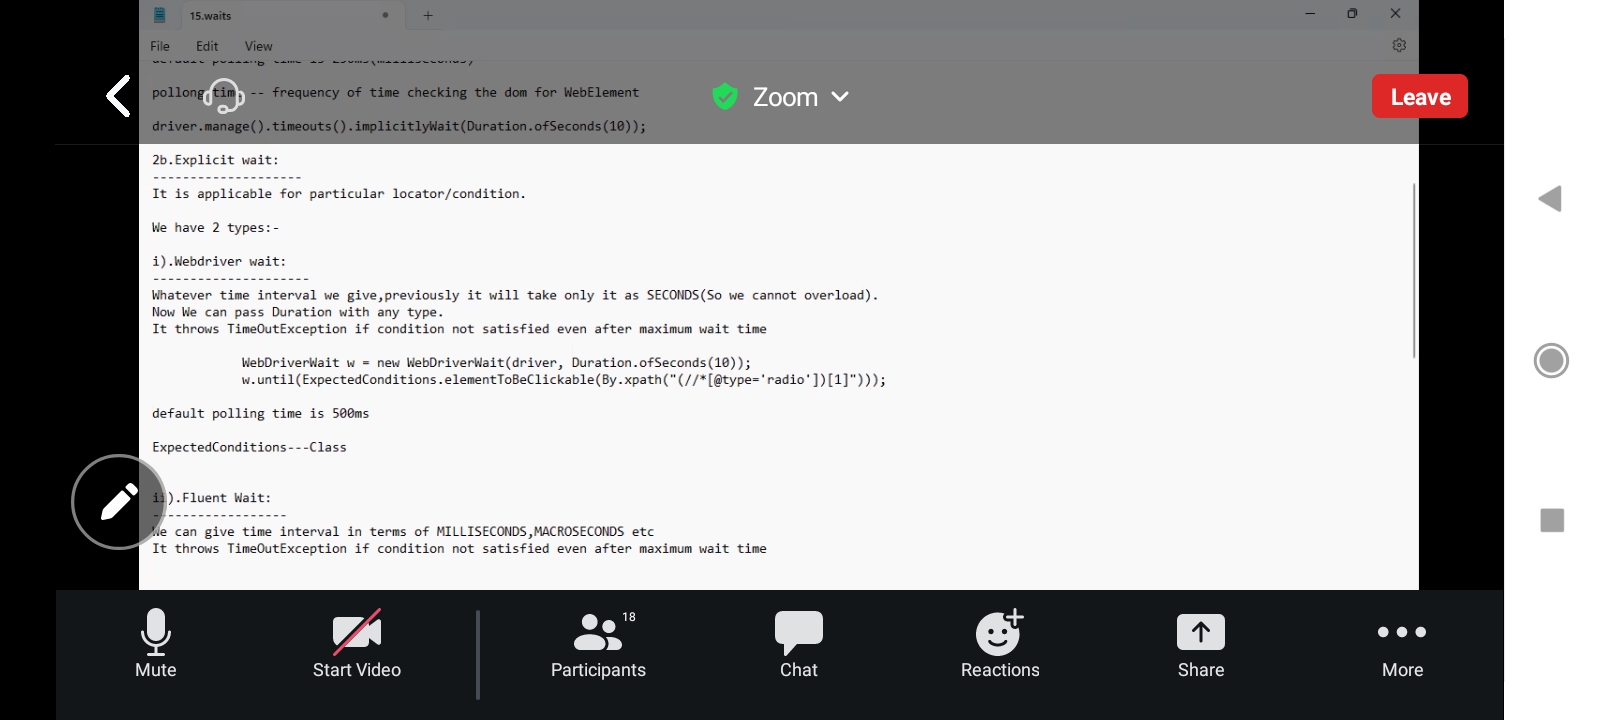 15.waits
File Edit View
default polling time is 250ms(milliseconds)
pollong time -- frequency of time checking the dom for WebElement
Zoom
Leave
driver.manage().timeouts().implicitlyWait(Duration.ofSeconds(10));
2b.Explicit wait:
--------------------
It is applicable for particular locator/condition.
We have 2 types:-
i).Webdriver wait:
---------------------
Whatever time interval we give,previously it will take only it as SECONDS(So we cannot overload).
Now We can pass Duration with any type.
It throws TimeOutException if condition not satisfied even after maximum wait time
WebDriverWait w = new WebDriverWait(driver, Duration.ofSeconds(10));
w.until(ExpectedConditions.elementToBeClickable(By.xpath("(//*[@type='radio'])[1]")));
default polling time is 500ms
ExpectedConditions---Class
ii).Fluent Wait:
------------------
We can give time interval in terms of MILLISECONDS,MACROSECONDS etc
It throws TimeOutException if condition not satisfied even after maximum wait time
18
Mute Start Video Participants Chat Reactions Share More